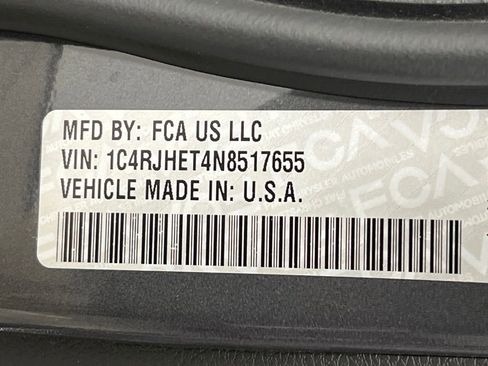 MFD BY: FCA US LLC
VIN: 1C4RJHET4N8517655
VEHICLE MADE IN: U.S.A.